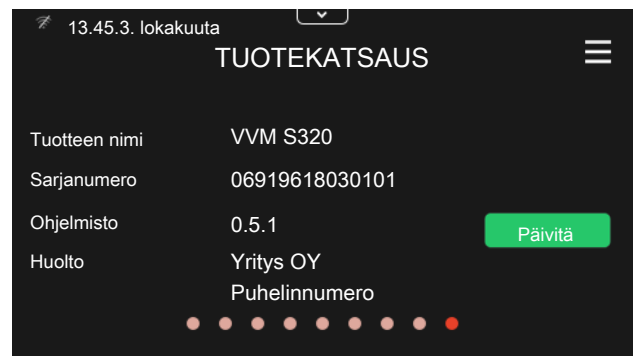 13.45.3. lokakuuta
TUOTEKATSAUS
Tuotteen nimi VVM S320
Sarjanumero 06919618030101
Ohjelmisto 0.5.1 Päivitä
Huolto Yritys OY
Puhelinnumero